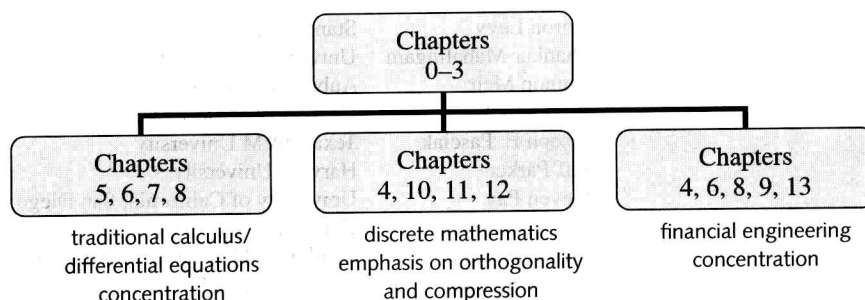 Chapters
0–3
Chapters
5, 6, 7, 8
Chapters
4, 10, 11, 12
Chapters
4, 6, 8, 9, 13
traditional calculus/
differential equations
concentration
discrete mathematics
emphasis on orthogonality
and compression
financial engineering
concentration